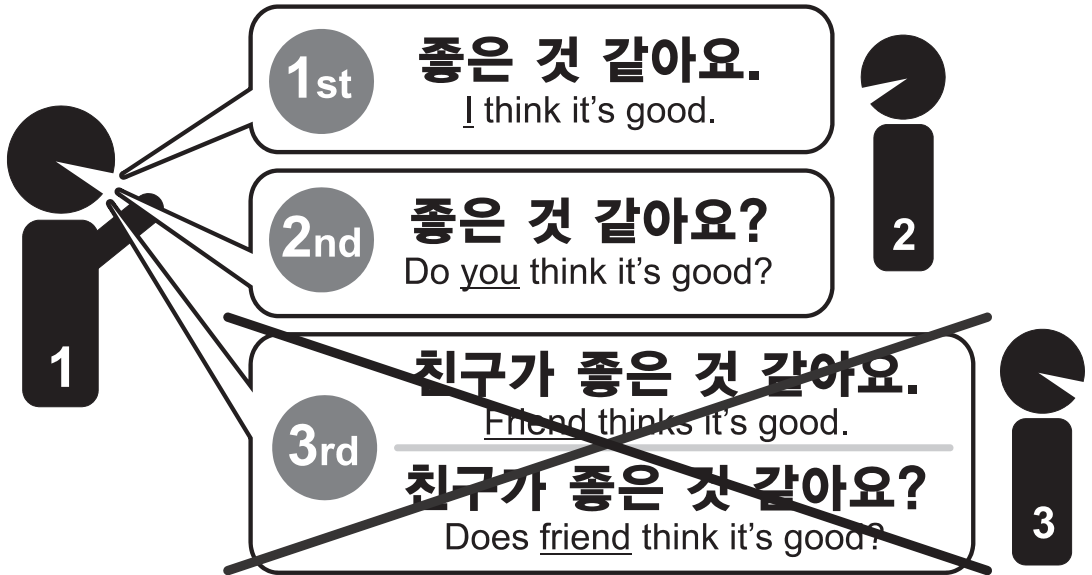 1st
좋은 것 같아요.
I think it's good.
2nd
좋은 것 같아요?
Do you think it's good?
3rd
친구가 좋은 것 같아요.
Friend thinks it's good.
친구가 좋은 것 같아요?
Does friend think it's good?
1
2
3